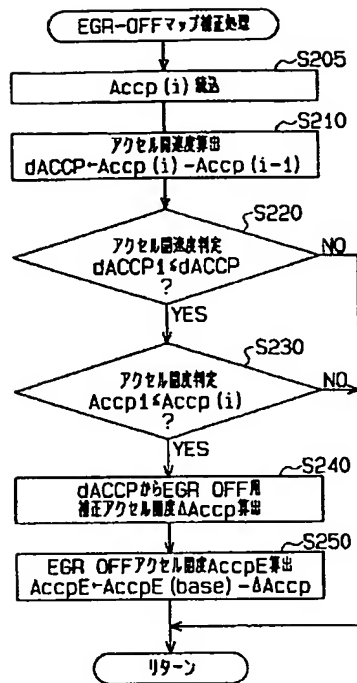 EGR-OFFマップ補正処理
S205
Accp(i)読込
S210
アクセル開速度算出
dACCP←Accp(i)-Accp(i-1)
S220
アクセル開速度判定
dACCP1≦dACCP
?
NO
YES
S230
アクセル開度判定
Accp1≦Accp(i)
?
NO
YES
S240
dACCPからEGR OFF用
補正アクセル開度ΔAccp算出
S250
EGR OFFアクセル開度AccpE算出
AccpE←AccpE(base)-ΔAccp
リターン